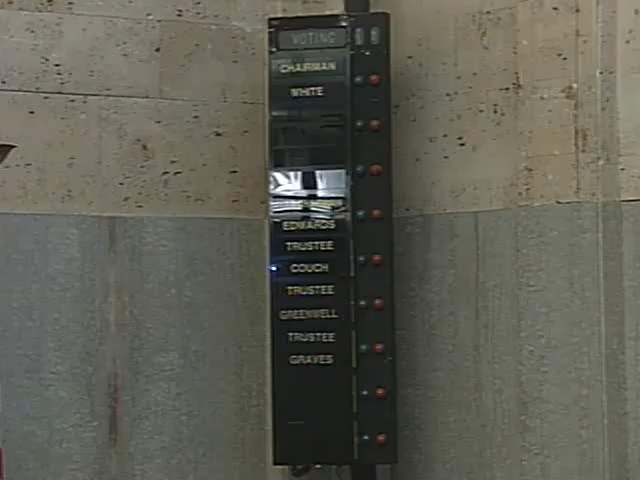 VOTING
CHAIRMAN
WHITE
EDWARDS
TRUSTEE
COUCH
TRUSTEE
GREENWELL
TRUSTEE
GRAVES